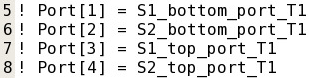 5 ! Port[1] = S1_bottom_port_T1
6 ! Port[2] = S2_bottom_port_T1
7 ! Port[3] = S1_top_port_T1
8 ! Port[4] = S2_top_port_T1